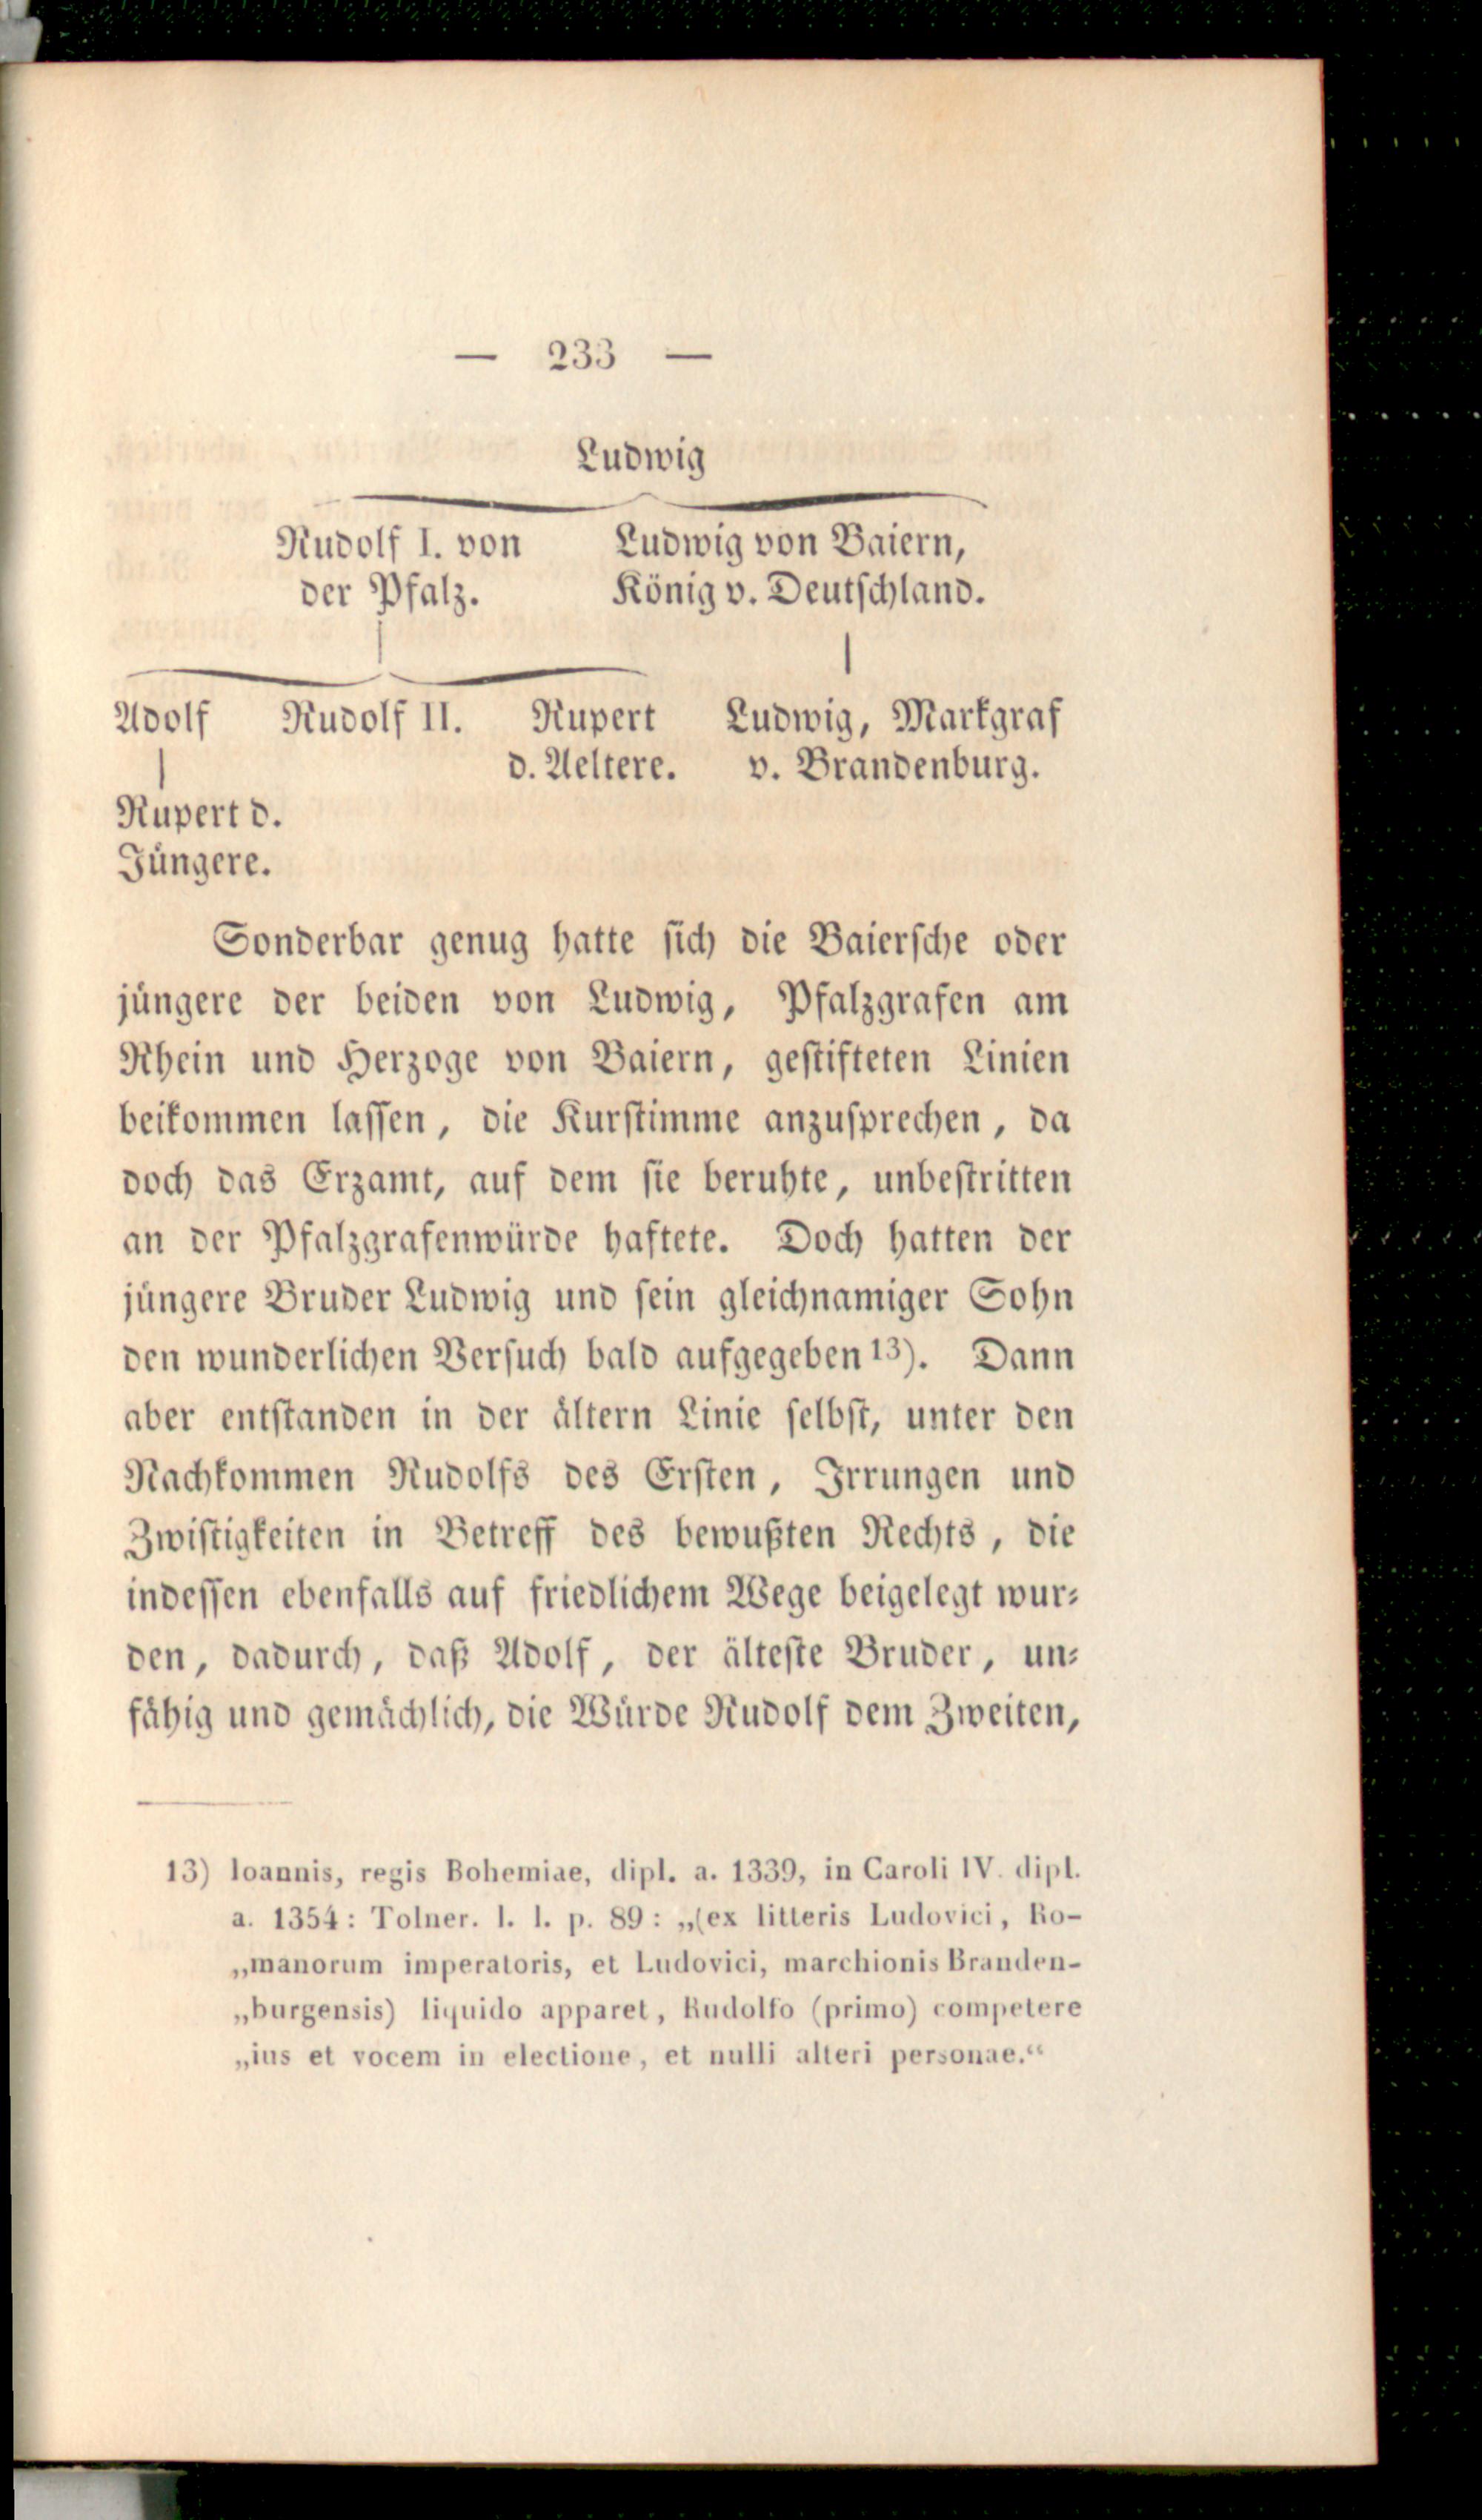 — 233 —
Ludwig
Rudolf I. von Ludwig von Baiern,
der Pfalz. König v. Deutschland.
Adolf Rudolf II. Rupert Ludwig, Markgraf
d. Aeltere. v. Brandenburg.
Rupert d.
Jüngere.
Sonderbar genug hatte sich die Baiersche oder
jüngere der beiden von Ludwig, Pfalzgrafen am
Rhein und Herzoge von Baiern, gestifteten Linien
beikommen lassen, die Kurstimme anzusprechen, da
doch das Erzamt, auf dem sie beruhte, unbestritten
an der Pfalzgrafenwürde haftete. Doch hatten der
jüngere Bruder Ludwig und sein gleichnamiger Sohn
den wunderlichen Versuch bald aufgegeben 13). Dann
aber entstanden in der ältern Linie selbst, unter den
Nachkommen Rudolfs des Ersten, Irrungen und
Zwistigkeiten in Betreff des bewußten Rechts, die
indessen ebenfalls auf friedlichem Wege beigelegt wur-
den, dadurch, daß Adolf, der älteste Bruder, un-
fähig und gemächlich, die Würde Rudolf dem Zweiten,
13) Ioannis, regis Bohemiae, dipl. a. 1339, in Caroli IV. dipl.
a. 1354: Tolner. l. l. p. 89: „(ex litteris Ludovici, Ro-
„manorum imperatoris, et Ludovici, marchionis Branden-
„burgensis) liquido apparet, Rudolfo (primo) competere
„ius et vocem in electione, et nulli alteri personae.“